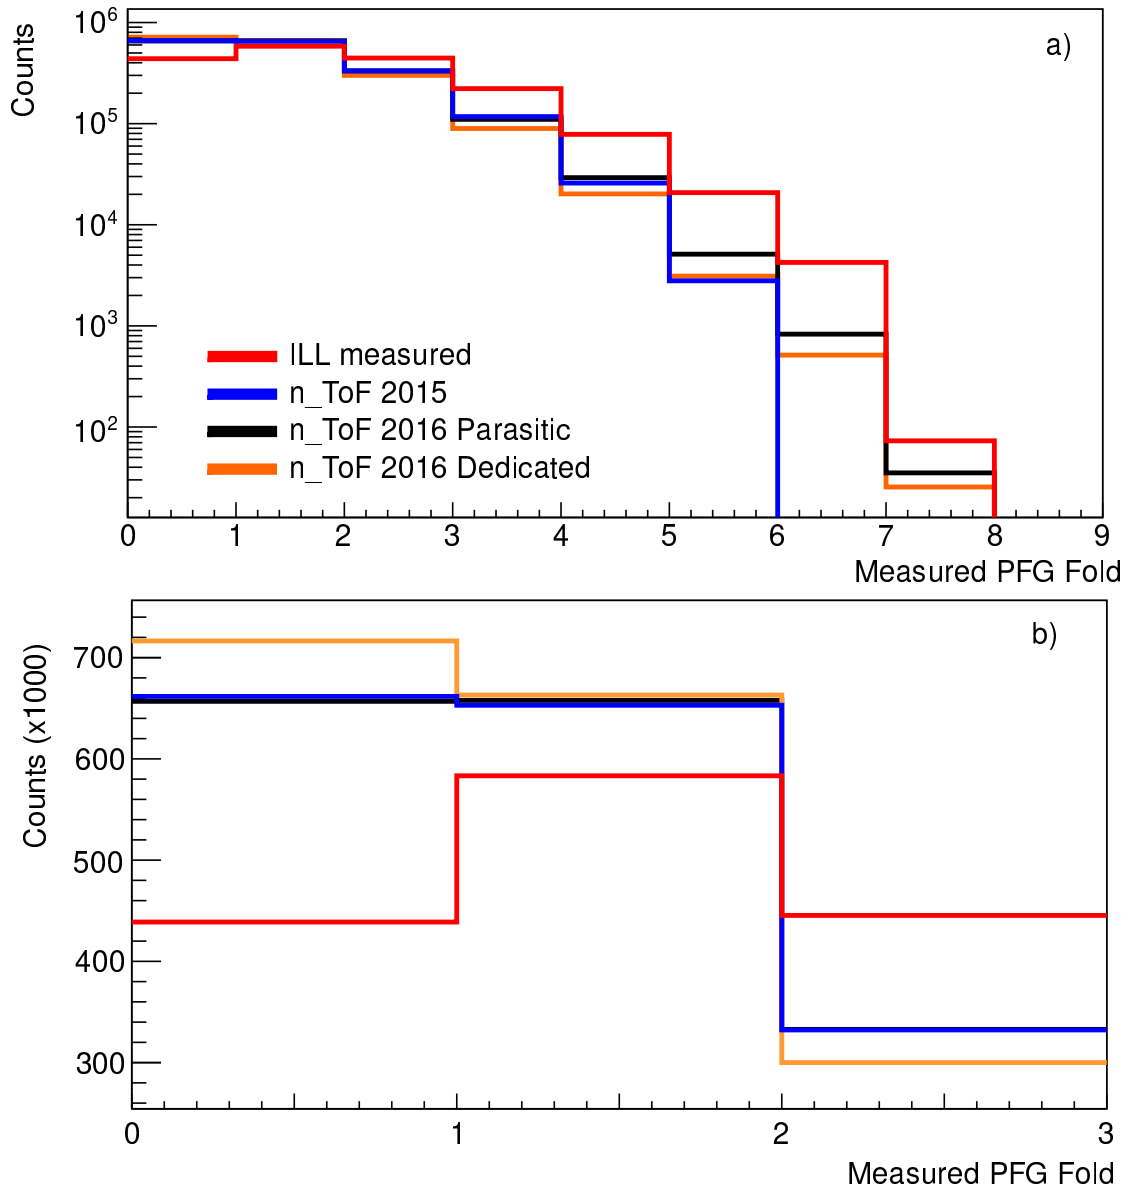 Counts
a)
10^6
10^5
10^4
10^3
10^2
ILL measured
n_ToF 2015
n_ToF 2016 Parasitic
n_ToF 2016 Dedicated
0 1 2 3 4 5 6 7 8 9
Measured PFG Fold
Counts (x1000)
b)
700
600
500
400
300
0 1 2 3
Measured PFG Fold